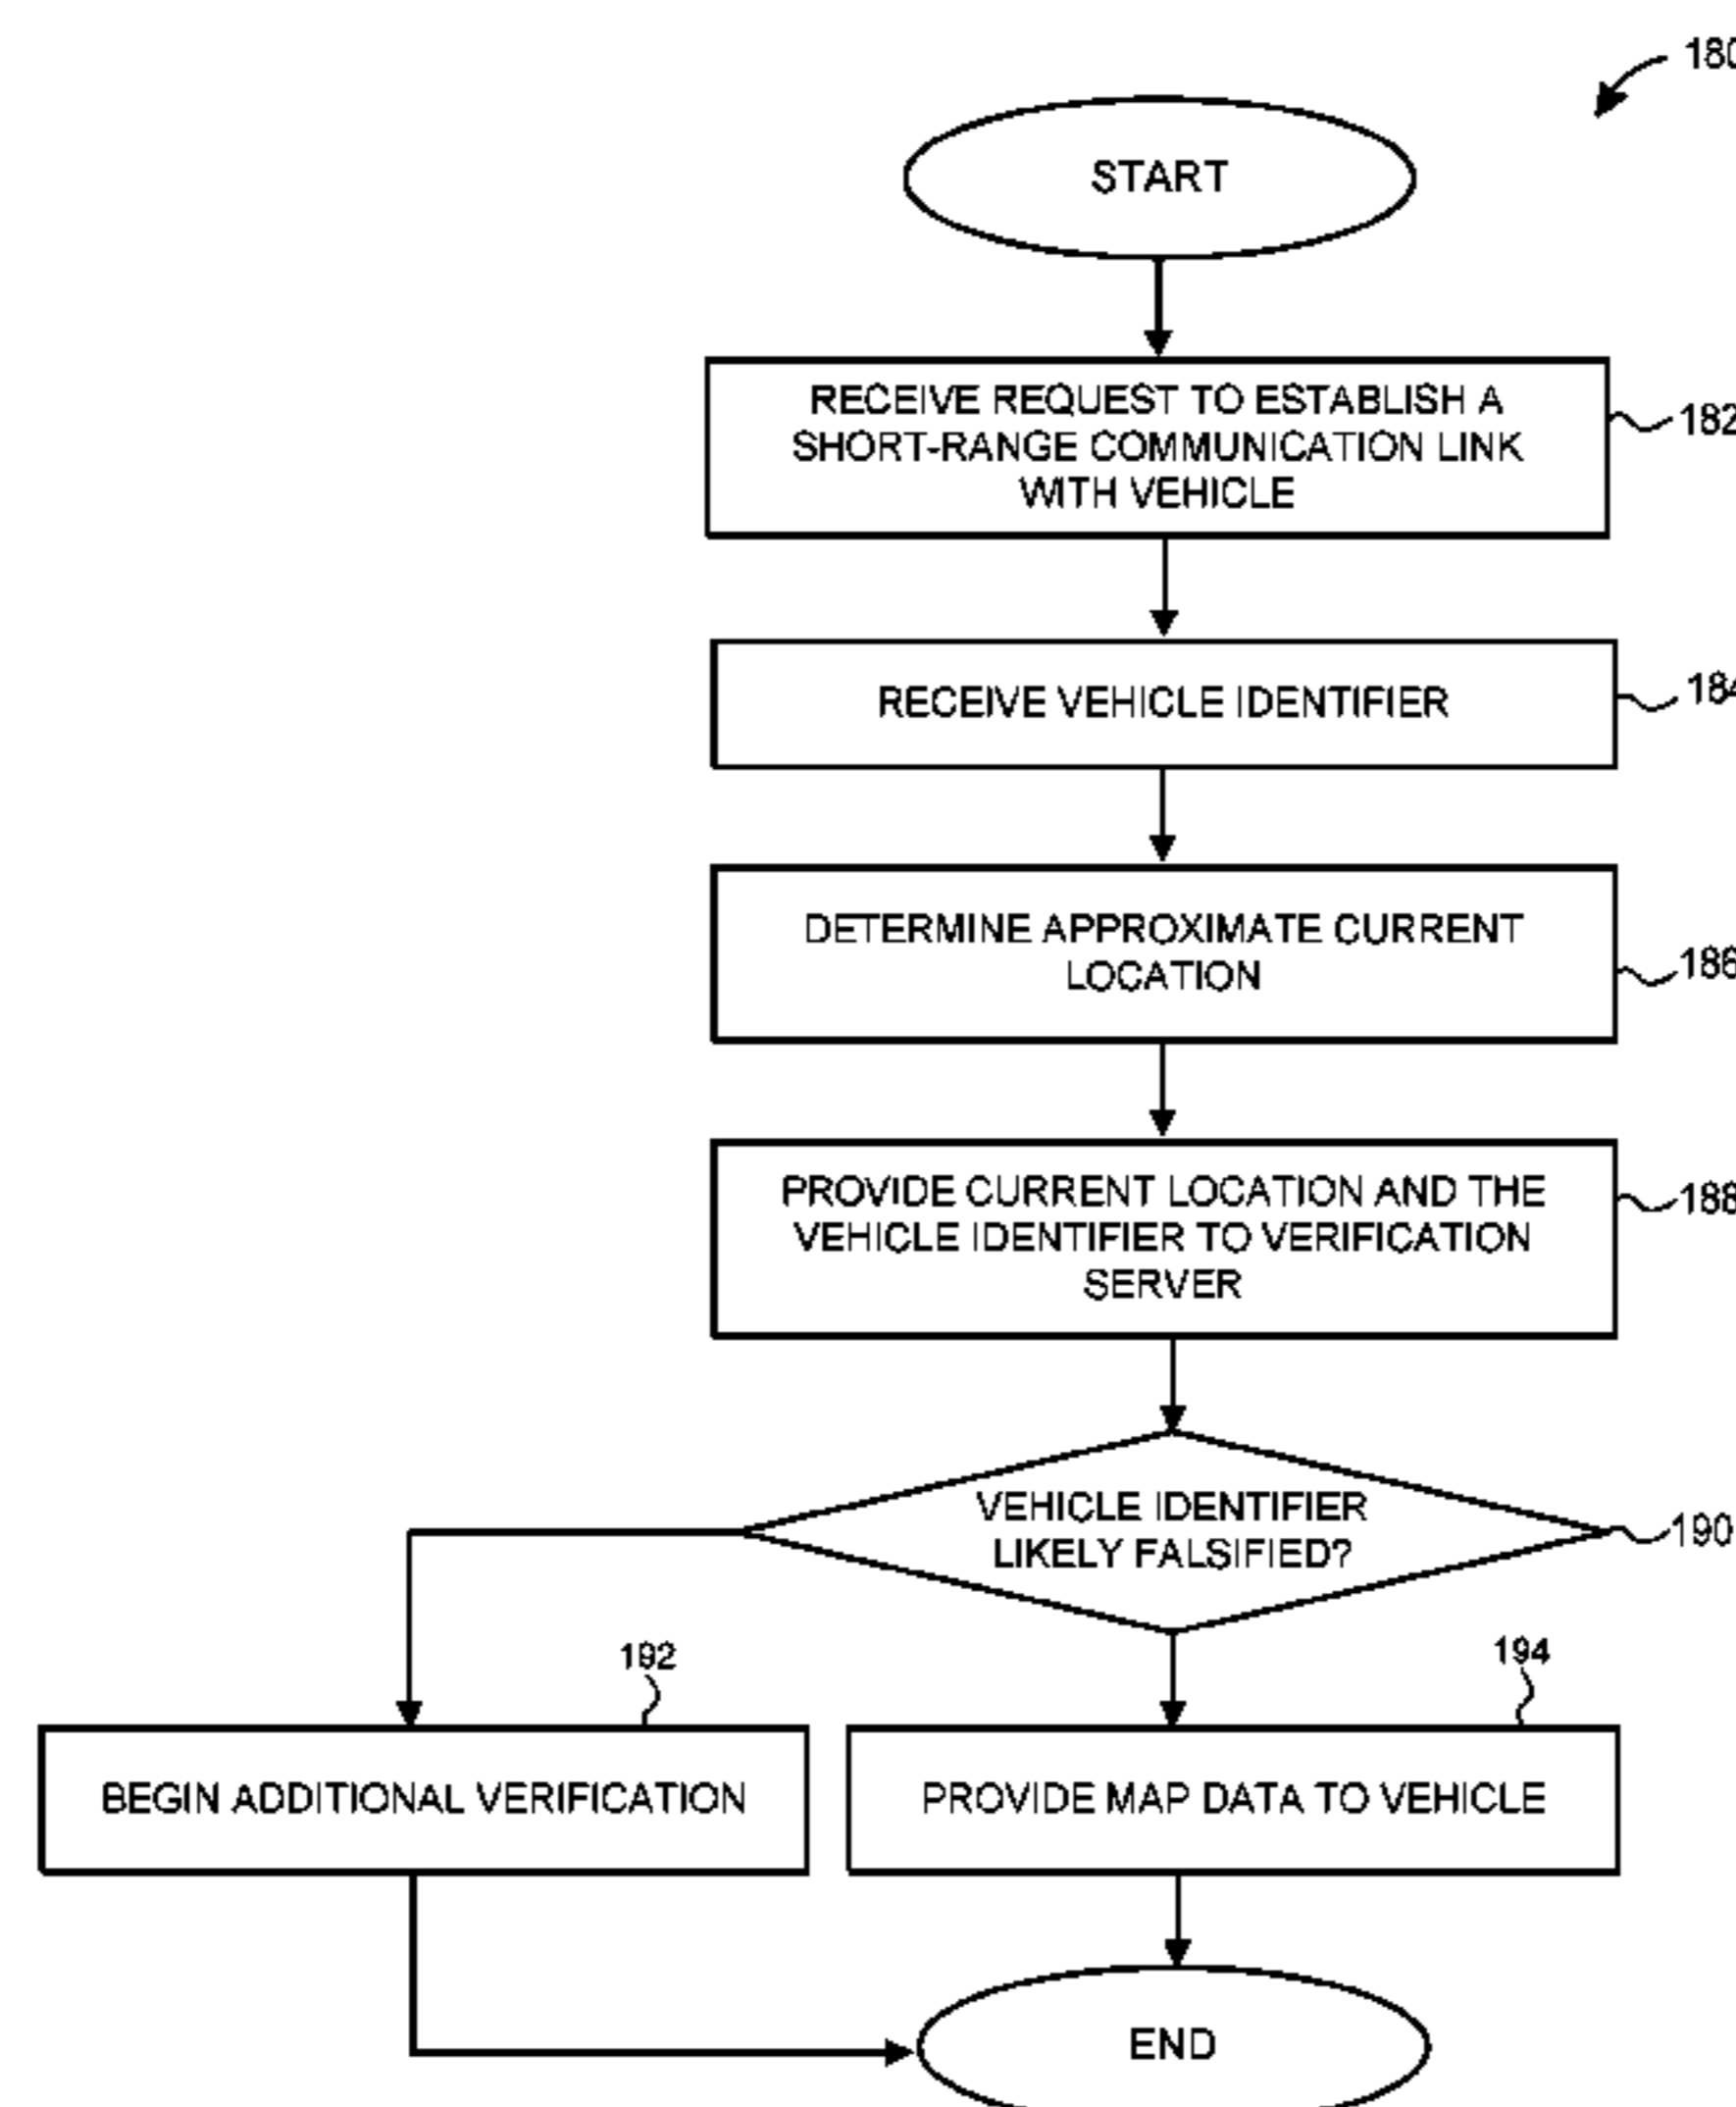 180
START
RECEIVE REQUEST TO ESTABLISH A
SHORT-RANGE COMMUNICATION LINK
WITH VEHICLE
182
RECEIVE VEHICLE IDENTIFIER
184
DETERMINE APPROXIMATE CURRENT
LOCATION
186
PROVIDE CURRENT LOCATION AND THE
VEHICLE IDENTIFIER TO VERIFICATION
SERVER
188
VEHICLE IDENTIFIER
LIKELY FALSIFIED?
190
192
194
BEGIN ADDITIONAL VERIFICATION
PROVIDE MAP DATA TO VEHICLE
END